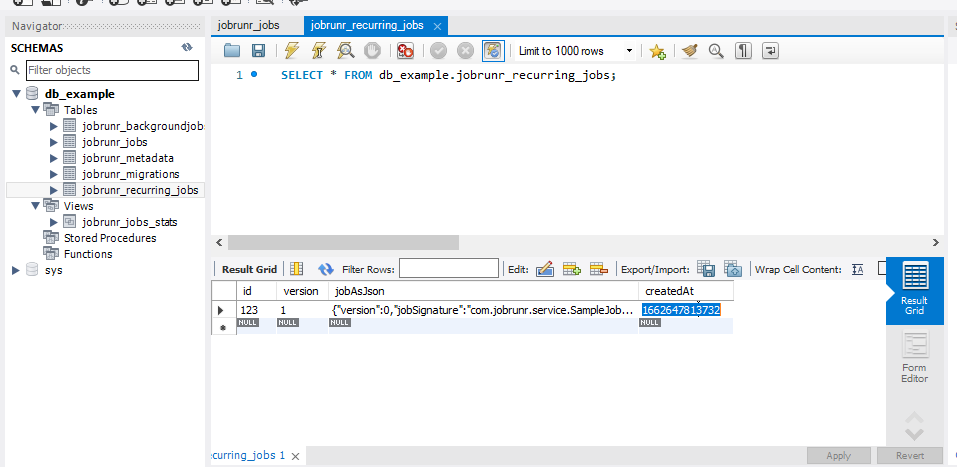 Navigator
jobrunr_jobs
jobrunr_recurring_jobs
SCHEMAS
Filter objects
db_example
Tables
jobrunr_backgroundjob
jobrunr_jobs
jobrunr_metadata
jobrunr_migrations
jobrunr_recurring_jobs
Views
jobrunr_jobs_stats
Stored Procedures
Functions
sys
Limit to 1000 rows
1 SELECT * FROM db_example.jobrunr_recurring_jobs;
Result Grid Filter Rows: Edit: Export/Import: Wrap Cell Content:
id version jobAsJson createdAt
123 1 {"version":0,"jobSignature":"com.jobrunr.service.SampleJob... 1662647813732
NULL NULL NULL NULL
Result
Grid
Form
Editor
ecurring_jobs 1
Apply Revert